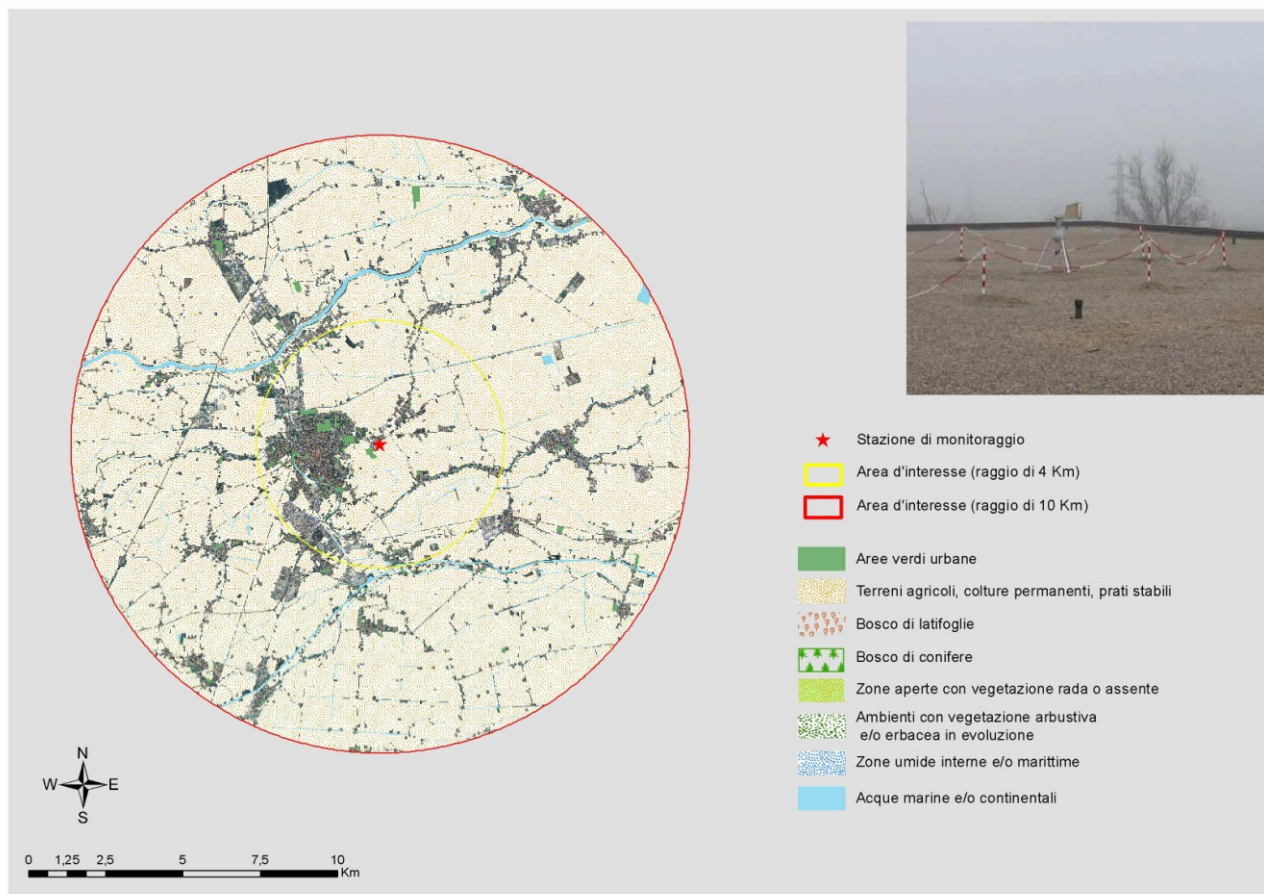 Stazione di monitoraggio
Area d'interesse (raggio di 4 Km)
Area d'interesse (raggio di 10 Km)
Aree verdi urbane
Terreni agricoli, colture permanenti, prati stabili
Bosco di latifoglie
Bosco di conifere
Zone aperte con vegetazione rada o assente
Ambienti con vegetazione arbustiva
e/o erbacea in evoluzione
Zone umide interne e/o marittime
Acque marine e/o continentali
N
W E
S
0 1,25 2,5 5 7,5 10
Km